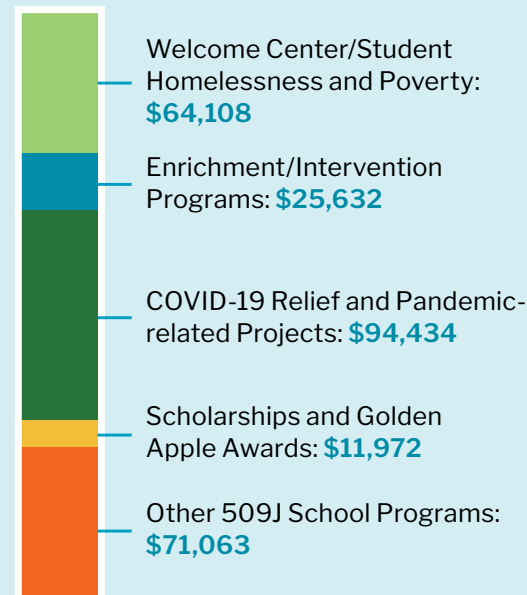 Welcome Center/Student
Homelessness and Poverty:
$64,108
Enrichment/Intervention
Programs: $25,632
COVID-19 Relief and Pandemic-
related Projects: $94,434
Scholarships and Golden
Apple Awards: $11,972
Other 509J School Programs:
$71,063